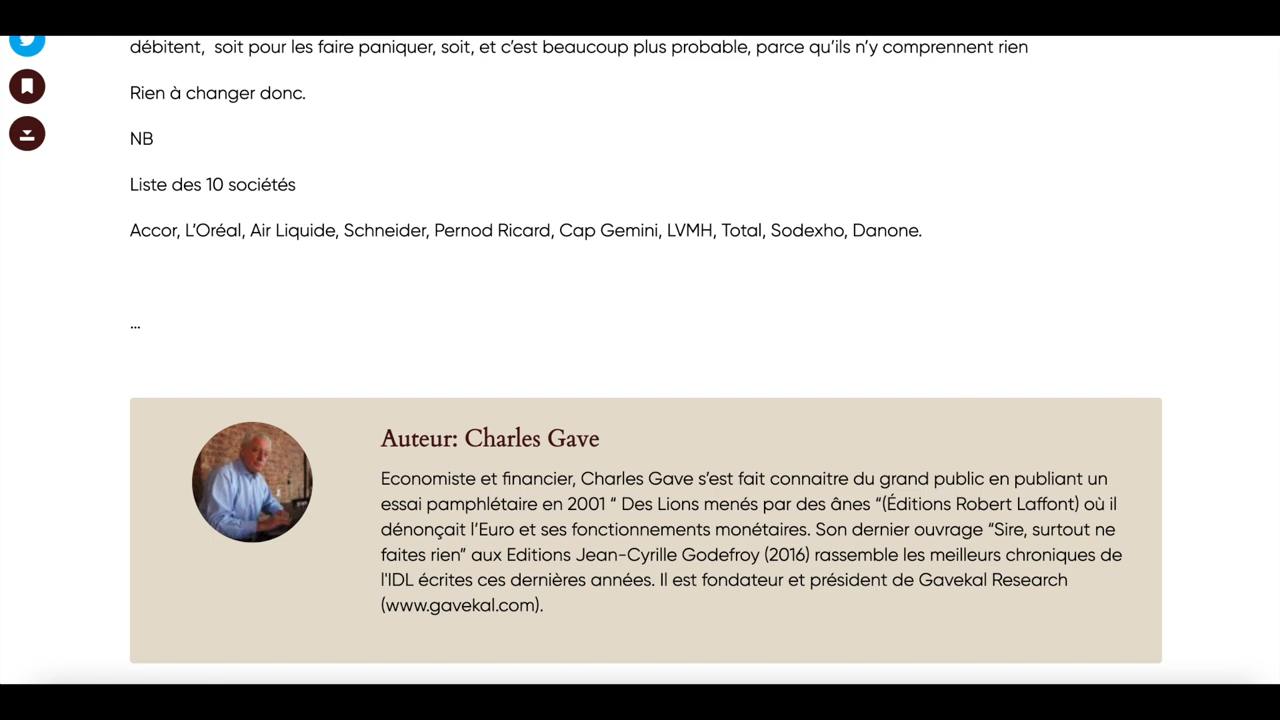 débitent,  soit pour les faire paniquer, soit, et c’est beaucoup plus probable, parce qu’ils n’y comprennent rien
Rien à changer donc.
NB
Liste des 10 sociétés
Accor, L’Oréal, Air Liquide, Schneider, Pernod Ricard, Cap Gemini, LVMH, Total, Sodexho, Danone.
...
Auteur: Charles Gave
Economiste et financier, Charles Gave s’est fait connaitre du grand public en publiant un
essai pamphlétaire en 2001 “ Des Lions menés par des ânes “(Éditions Robert Laffont) où il
dénonçait l’Euro et ses fonctionnements monétaires. Son dernier ouvrage “Sire, surtout ne
faites rien” aux Editions Jean-Cyrille Godefroy (2016) rassemble les meilleurs chroniques de
l'IDL écrites ces dernières années. Il est fondateur et président de Gavekal Research
(www.gavekal.com).